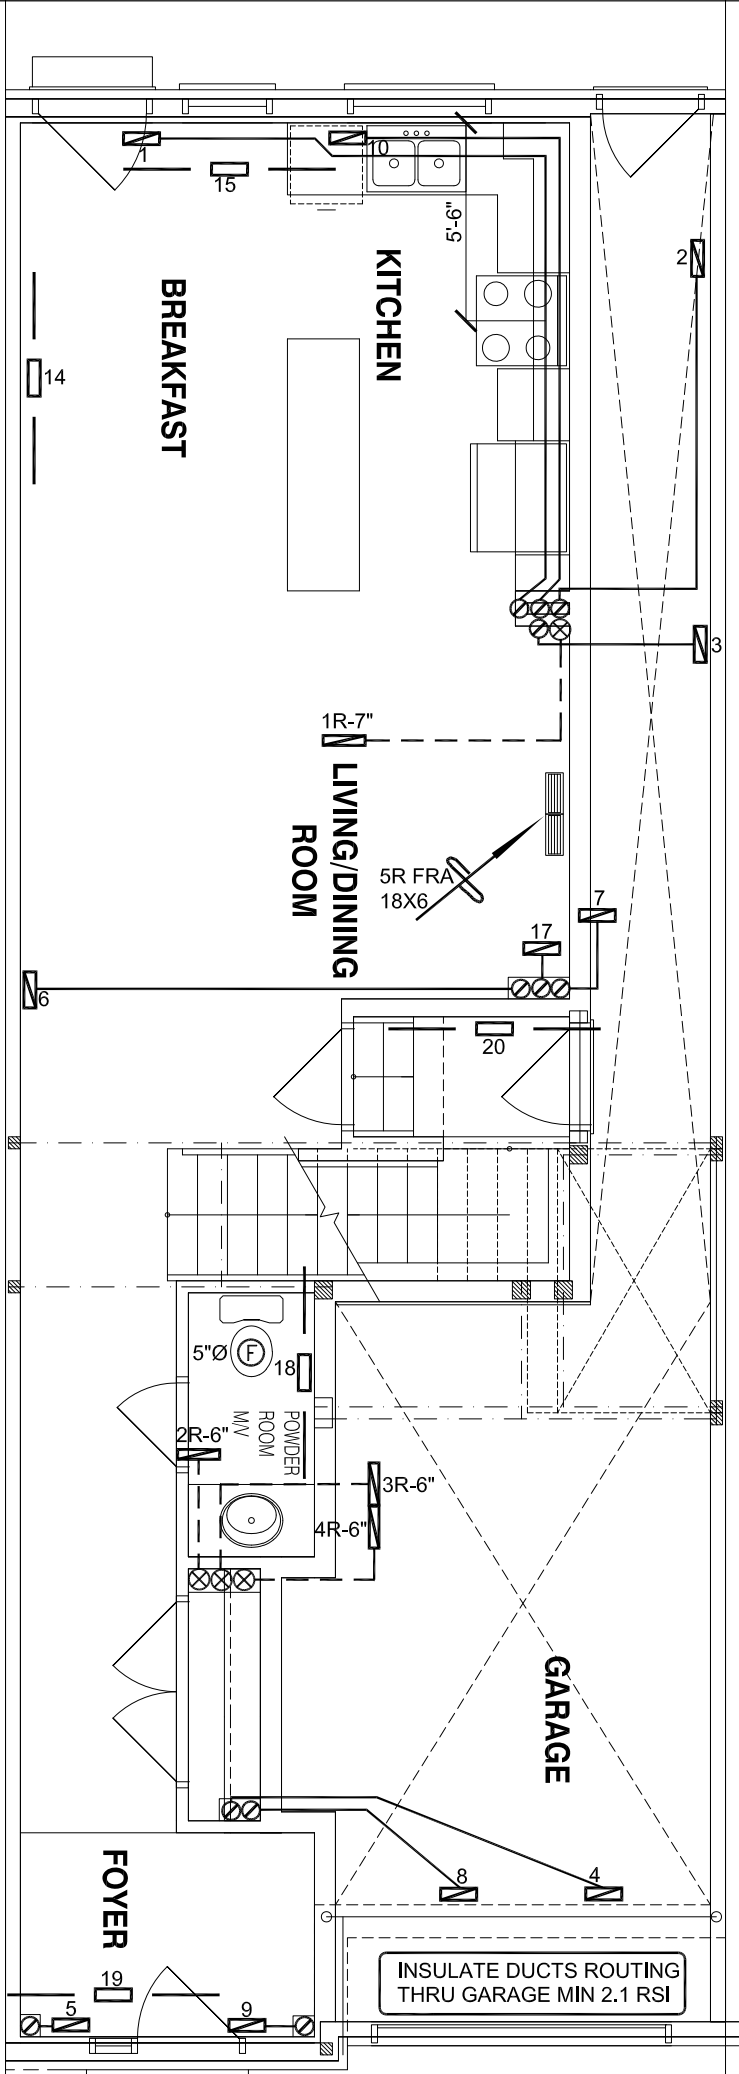 1
10
15
5'-6"
2
KITCHEN
BREAKFAST
14
3
1R-7"
LIVING/DINING
ROOM
5R FRA
18X6
7
17
6
20
5"Ø
F
18
POWDER
ROOM
M/V
2R-6"
3R-6"
4R-6"
GARAGE
8
4
FOYER
INSULATE DUCTS ROUTING
THRU GARAGE MIN 2.1 RSI
19
5
9